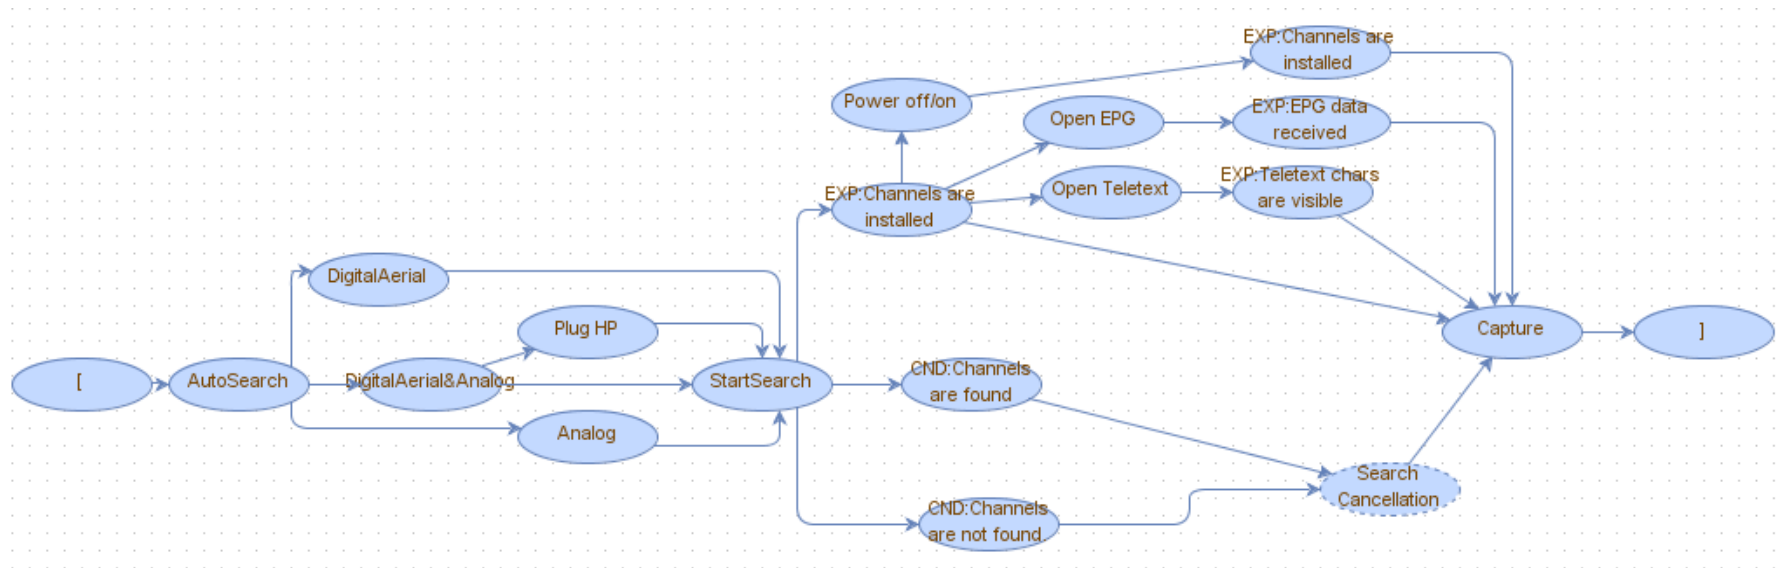 EXP:Channels are
installed
Power off/on
Open EPG
EXP:EPG data
received
EXP:Channels are
installed
Open Teletext
EXP:Teletext chars
are visible
DigitalAerial
Plug HP
Capture
]
[
AutoSearch
DigitalAerial&Analog
StartSearch
CND:Channels
are found
Analog
Search
Cancellation
CND:Channels
are not found